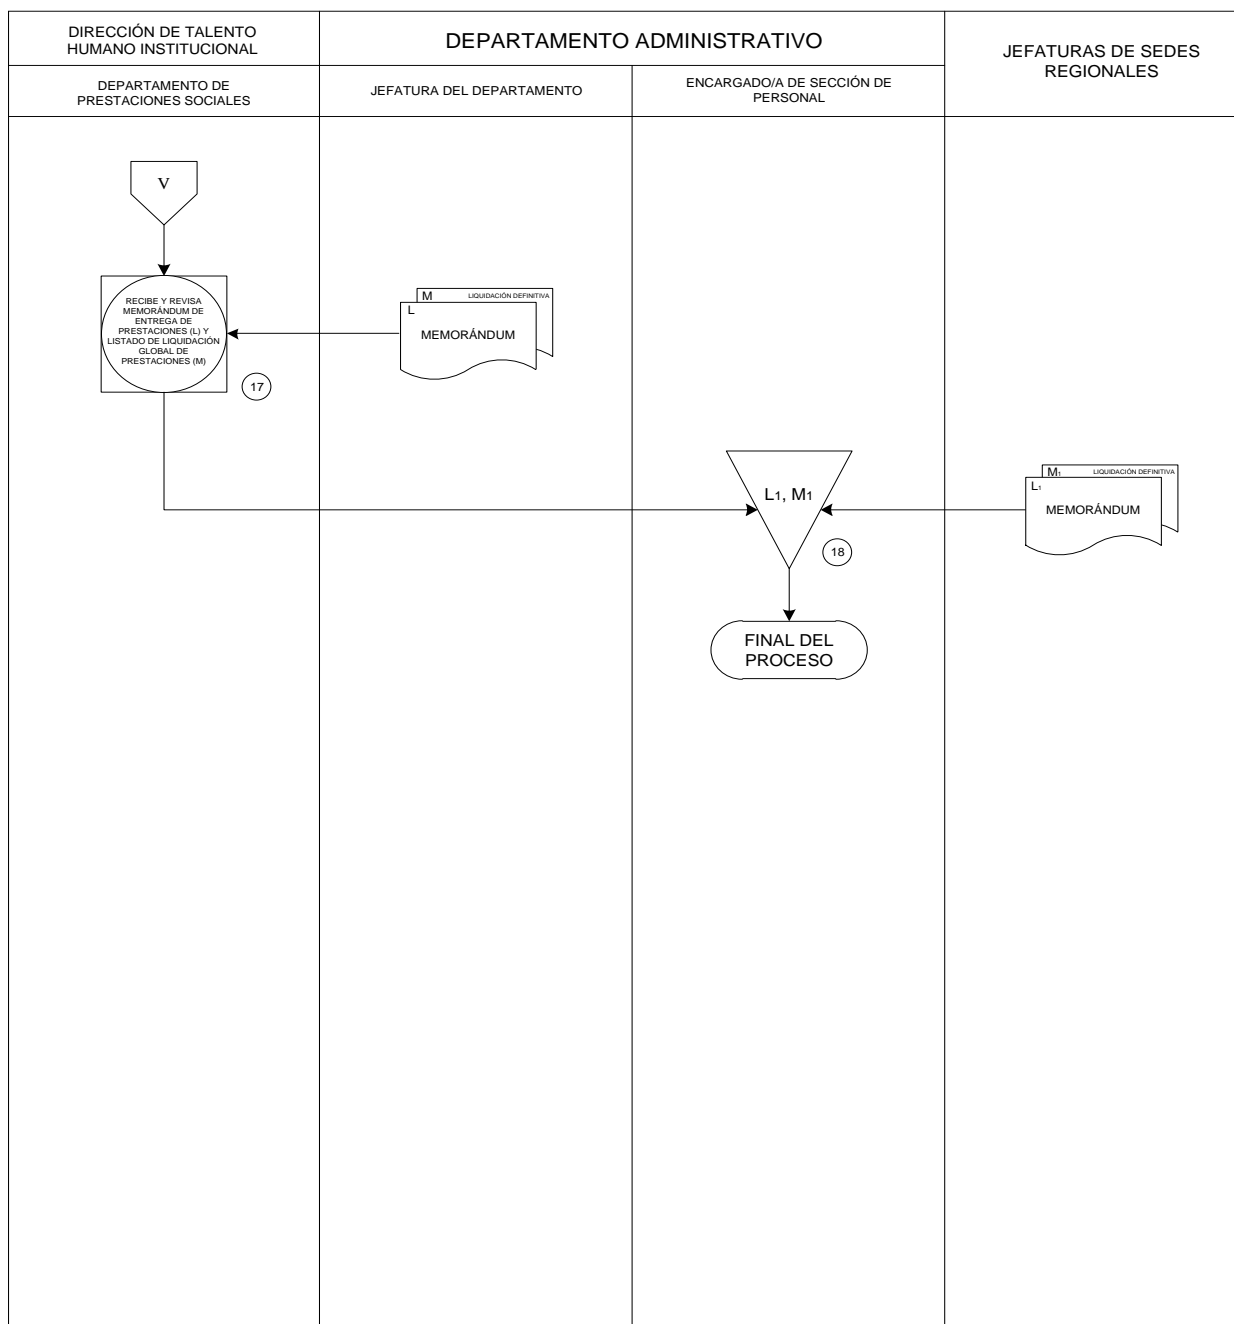 DIRECCIÓN DE TALENTO
HUMANO INSTITUCIONAL
DEPARTAMENTO ADMINISTRATIVO
JEFATURAS DE SEDES
REGIONALES
DEPARTAMENTO DE
PRESTACIONES SOCIALES
JEFATURA DEL DEPARTAMENTO
ENCARGADO/A DE SECCIÓN DE
PERSONAL
V
RECIBE Y REVISA
MEMORÁNDUM DE
ENTREGA DE
PRESTACIONES (L) Y
LISTADO DE LIQUIDACIÓN
GLOBAL DE
PRESTACIONES (M)
17
M LIQUIDACIÓN DEFINITIVA
L
MEMORÁNDUM
L1, M1
18
M1 LIQUIDACIÓN DEFINITIVA
L1
MEMORÁNDUM
FINAL DEL
PROCESO